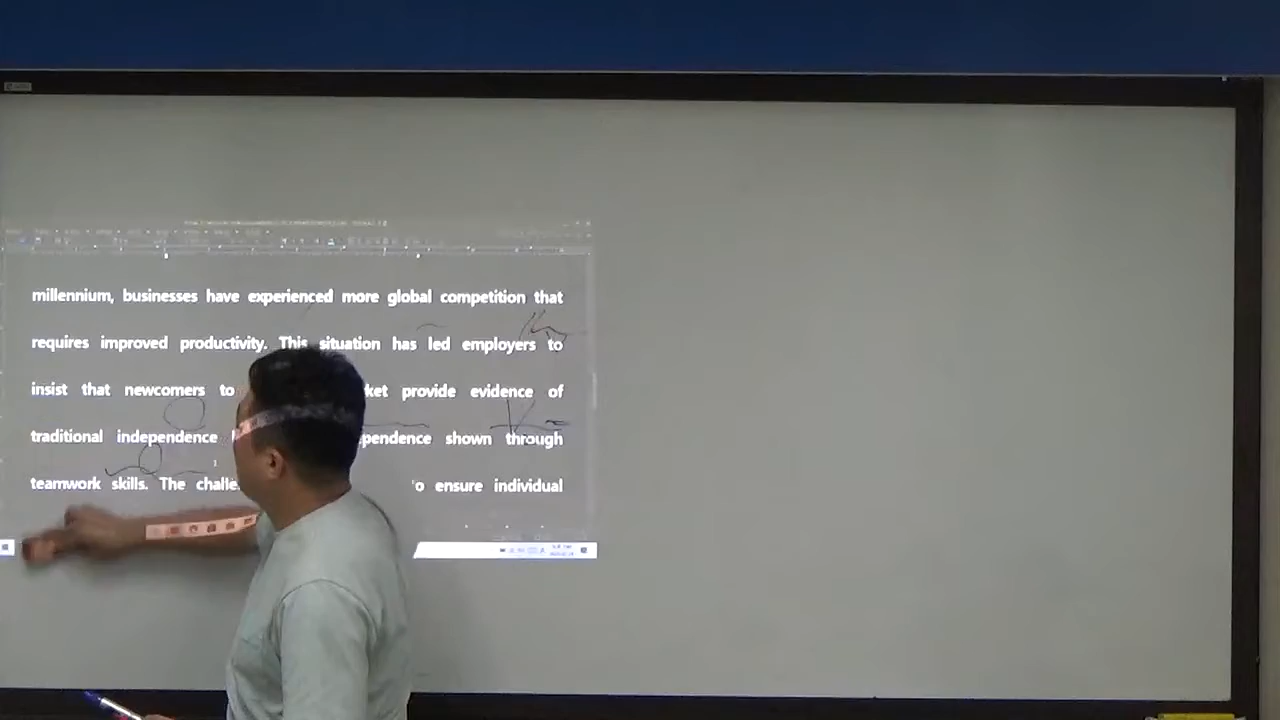 millennium, businesses have experienced more global competition that
requires improved productivity. This situation has led employers to
insist that newcomers to ket provide evidence of
traditional independence pendence shown through
teamwork skills. The challe o ensure individual